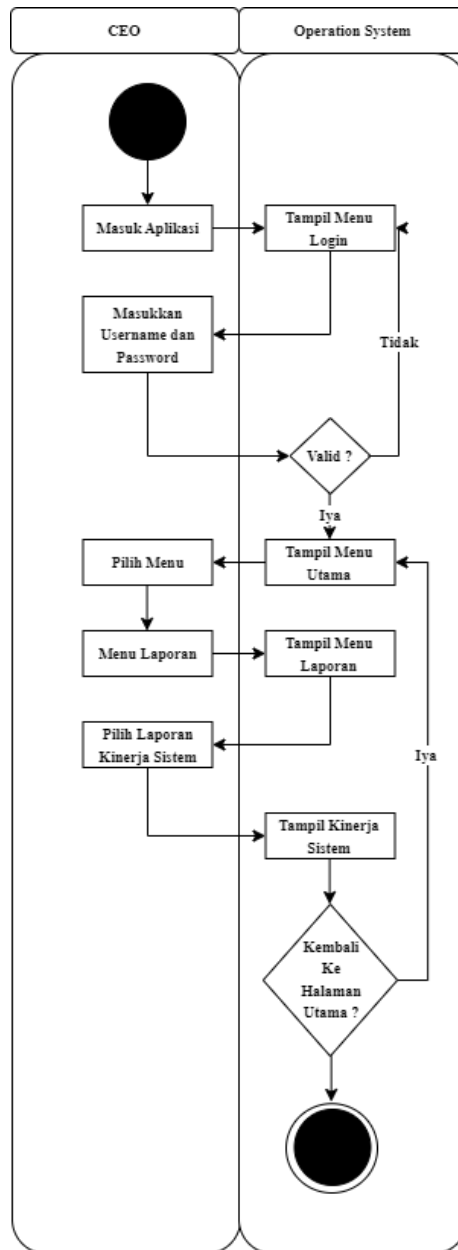 CEO
Operation System
Masuk Aplikasi
Tampil Menu
Login
Masukkan
Username dan
Password
Tidak
Valid ?
Iya
Tampil Menu
Utama
Pilih Menu
Menu Laporan
Tampil Menu
Laporan
Pilih Laporan
Kinerja Sistem
Iya
Tampil Kinerja
Sistem
Kembali
Ke
Halaman
Utama ?